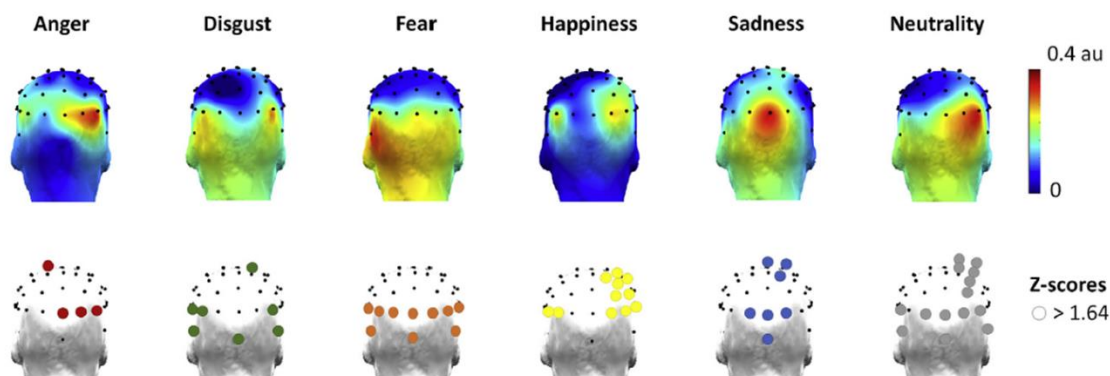 Anger Disgust Fear Happiness Sadness Neutrality
0.4 au
0
Z-scores
> 1.64